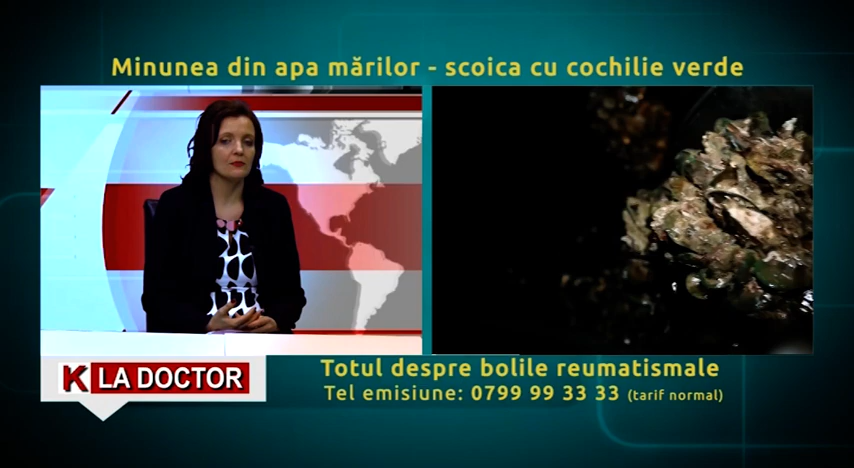 Minunea din apa mărilor - scoica cu cochilie verde
K LA DOCTOR
Totul despre bolile reumatismale
Tel emisiune: 0799 99 33 33 (tarif normal)